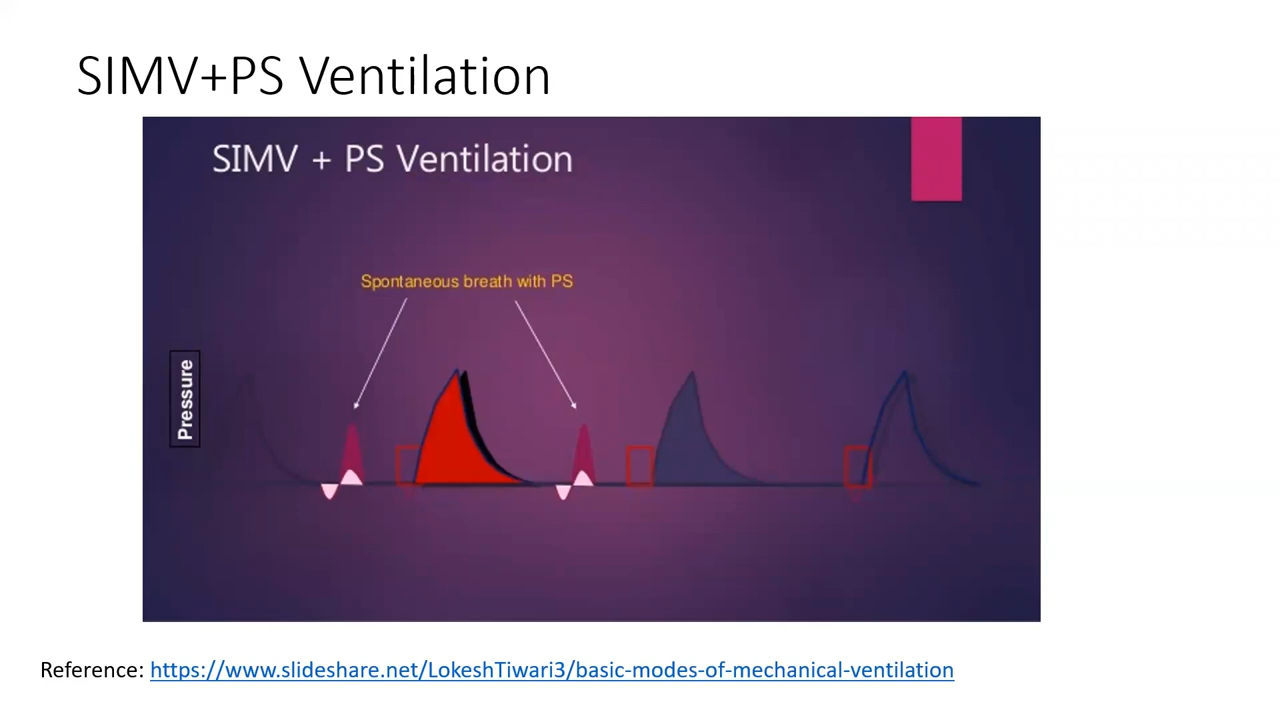 SIMV+PS Ventilation
SIMV + PS Ventilation
Spontaneous breath with PS
Pressure
Reference: https://www.slideshare.net/LokeshTiwari3/basic-modes-of-mechanical-ventilation